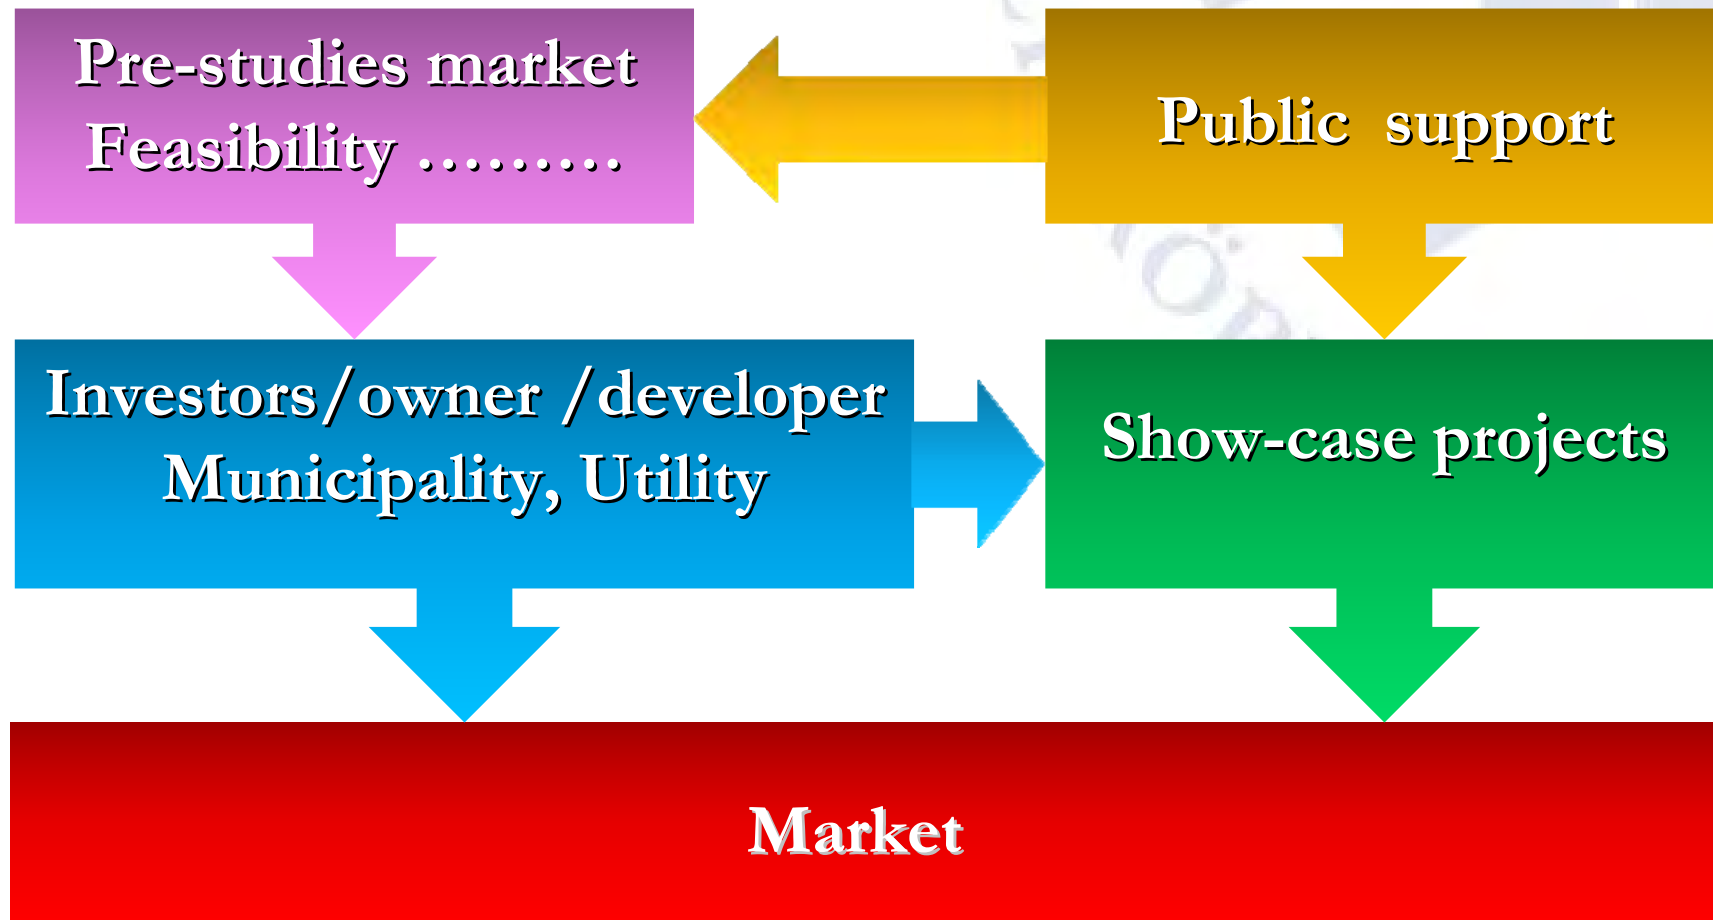 Pre-studies market
Feasibility ………
Public support
Investors/owner /developer
Municipality, Utility
Show-case projects
Market